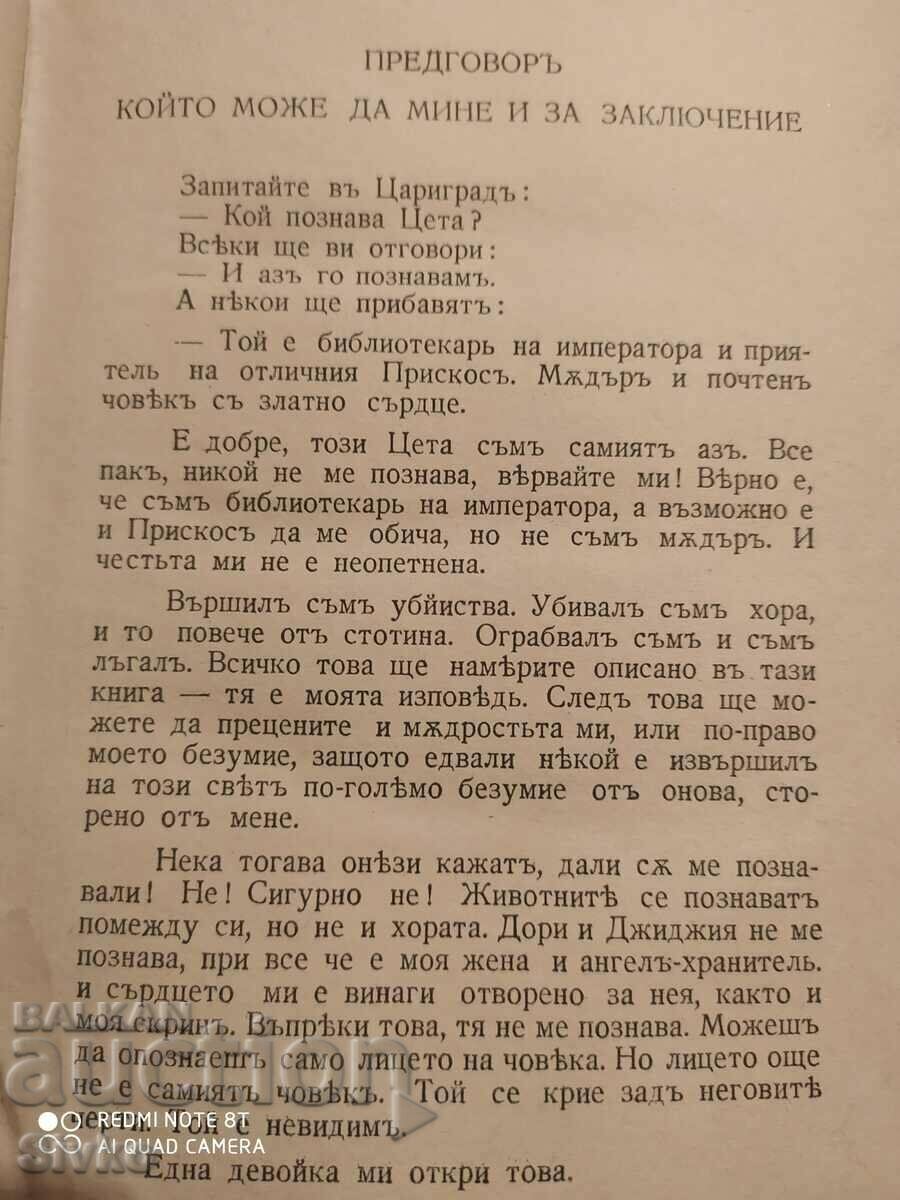 ПРЕДГОВОРЪ
КОЙТО МОЖЕ ДА МИНЕ И ЗА ЗАКЛЮЧЕНИЕ
Запитайте въ Цариградъ:
— Кой познава Цета?
Всѣки ще ви отговори:
— И азъ го познавамъ.
А нѣкои ще прибавятъ:
— Той е библиотекарь на императора и прия-
тель на отличния Прискосъ. Мѫдъръ и почтенъ
човѣкъ съ златно сърдце.
Е добре, този Цета съмъ самиятъ азъ. Все
пакъ, никой не ме познава, вѣрвайте ми! Вѣрно е,
че съмъ библиотекарь на императора, а възможно е
и Прискосъ да ме обича, но не съмъ мѫдъръ. И
честьта ми не е неопетнена.
Вършилъ съмъ убийства. Убивалъ съмъ хора,
и то повече отъ стотина. Ограбвалъ съмъ и съмъ
лъгалъ. Всичко това ще намѣрите описано въ тази
книга — тя е моята изповѣдь. Следъ това ще мо-
жете да прецените и мѫдростьта ми, или по-право
моето безумие, защото едвали нѣкой е извършилъ
на този свѣтъ по-голѣмо безумие отъ онова, сто-
рено отъ мене.
Нека тогава онѣзи кажатъ, дали сѫ ме позна-
вали! Не! Сигурно не! Животнитѣ се познаватъ
помежду си, но не и хората. Дори и Джиджия не ме
познава, при все че е моя жена и ангелъ-хранитель.
и сърдцето ми е винаги отворено за нея, както и
моя скринъ. Въпрѣки това, тя не ме познава. Можешъ
да опознаешъ само лицето на човѣка. Но лицето още
не е самиятъ човѣкъ. Той се крие задъ неговитѣ
черти. Той е невидимъ.
Една девойка ми откри това.
BALKAN
auction
Sivko
REDMI NOTE 8T
AI QUAD CAMERA